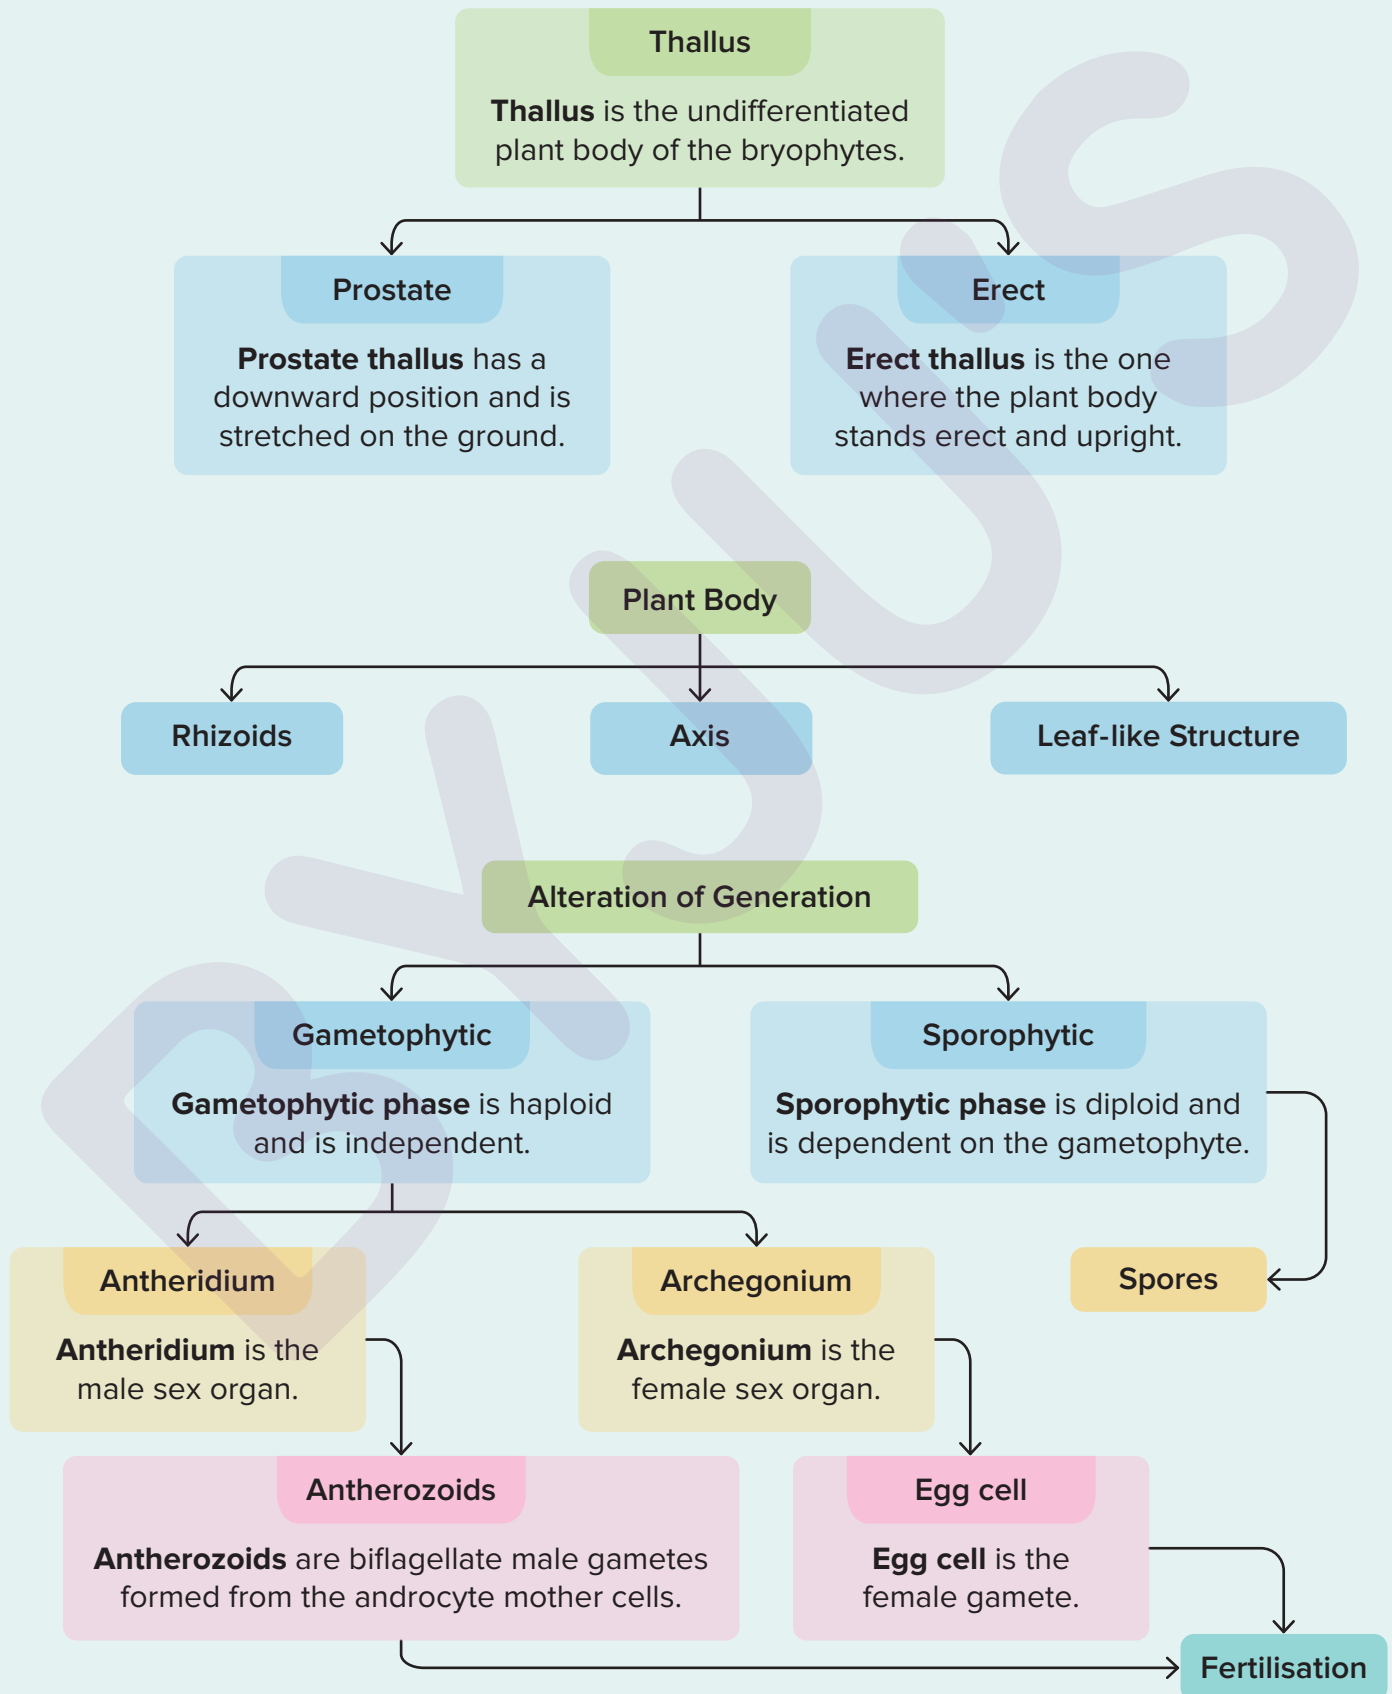 Thallus
Thallus is the undifferentiated
plant body of the bryophytes.
Prostate
Prostate thallus has a
downward position and is
stretched on the ground.
Erect
Erect thallus is the one
where the plant body
stands erect and upright.
Plant Body
Rhizoids
Axis
Leaf-like Structure
Alteration of Generation
Gametophytic
Gametophytic phase is haploid
and is independent.
Sporophytic
Sporophytic phase is diploid and
is dependent on the gametophyte.
Antheridium
Antheridium is the
male sex organ.
Archegonium
Archegonium is the
female sex organ.
Spores
Antherozoids
Antherozoids are biflagellate male gametes
formed from the androcyte mother cells.
Egg cell
Egg cell is the
female gamete.
Fertilisation
BYJU'S